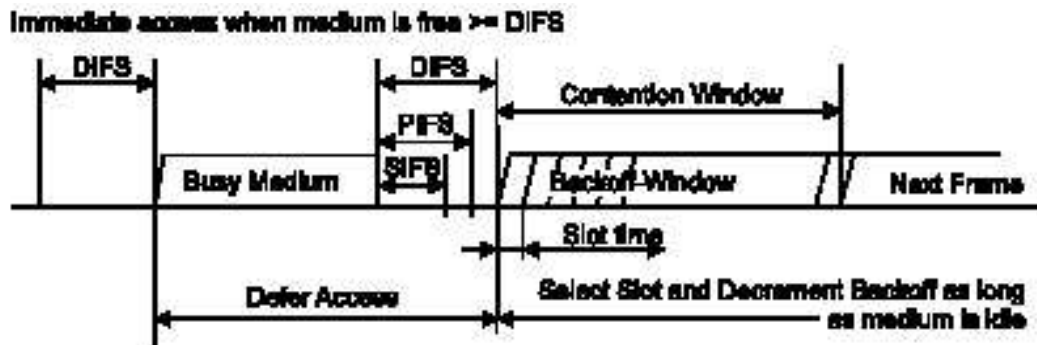 Immediate access when medium is free >= DIFS
DIFS
DIFS
Contention Window
PIFS
SIFS
Busy Medium
Backoff-Window
Next Frame
Slot time
Defer Access
Select Slot and Decrement Backoff as long
as medium is idle